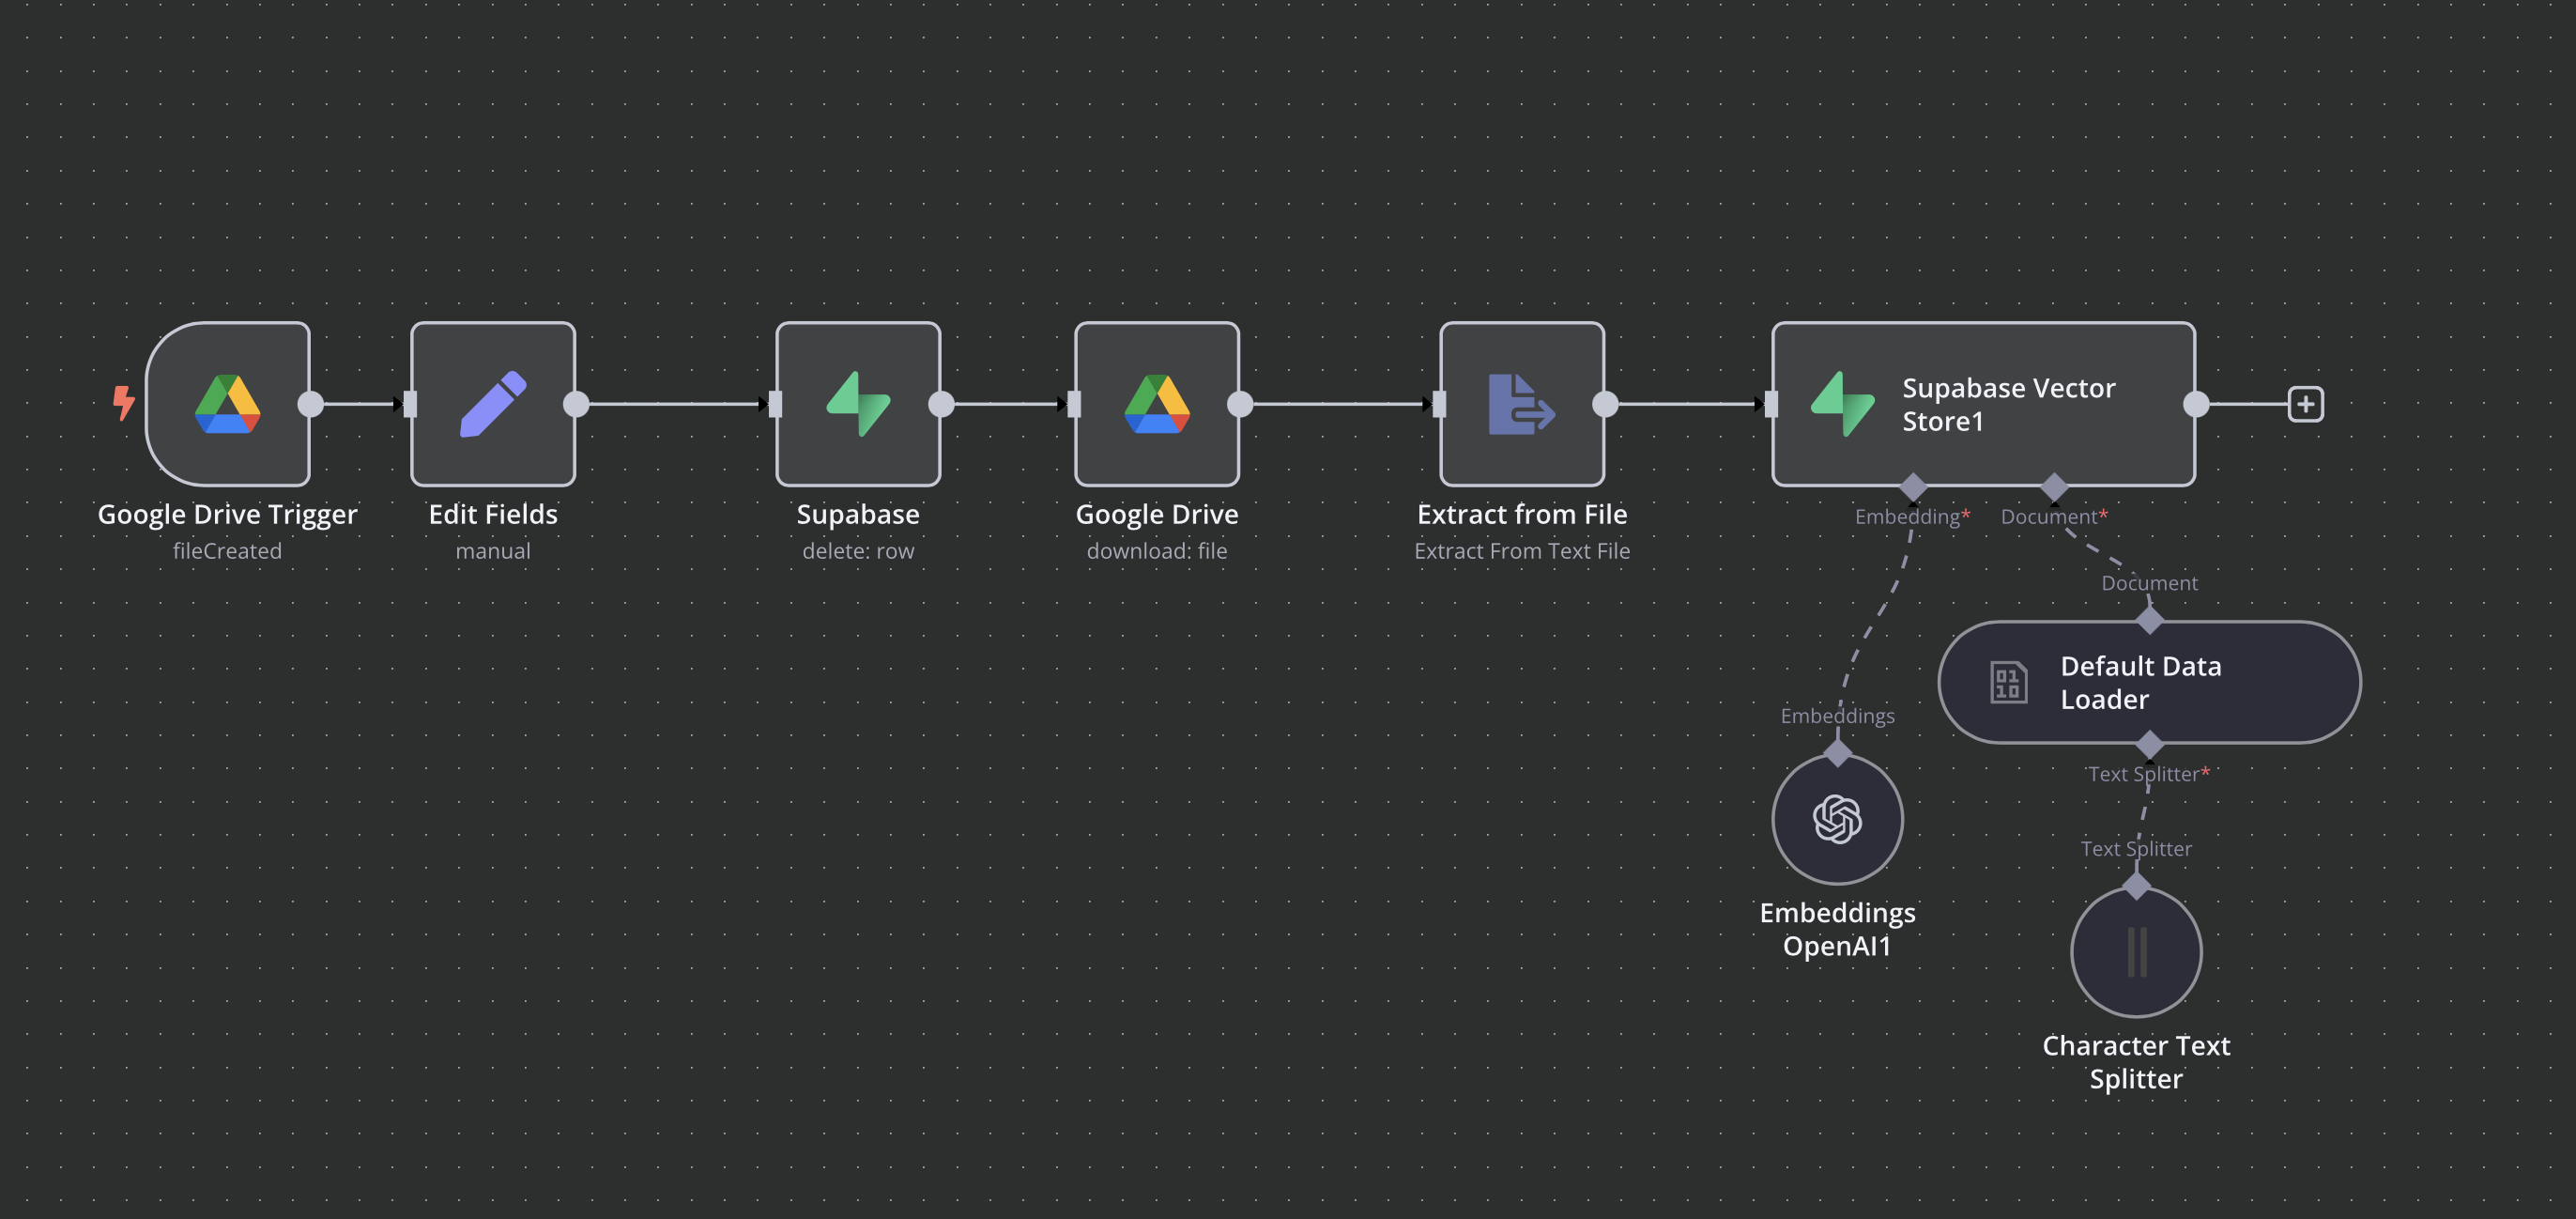 Google Drive Trigger
fileCreated
Edit Fields
manual
Supabase
delete: row
Google Drive
download: file
Extract from File
Extract From Text File
Supabase Vector
Store1
Embedding*
Document*
Document
Default Data
Loader
01
10
Text Splitter*
Embeddings
Embeddings
OpenAI1
Text Splitter
Character Text
Splitter